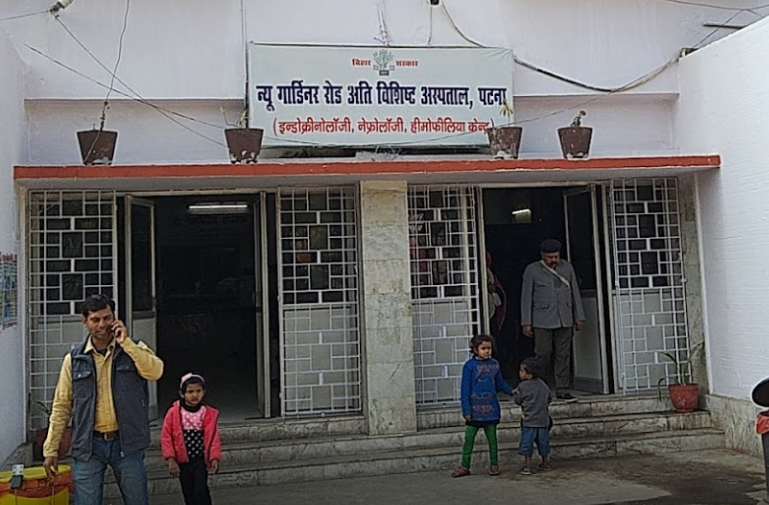 बिहार सरकार
न्यू गार्डिनर रोड अति विशिष्ट अस्पताल, पटना
(इन्डोक्रीनोलॉजी, नेफ्रोलॉजी, हीमोफीलिया केन्द्